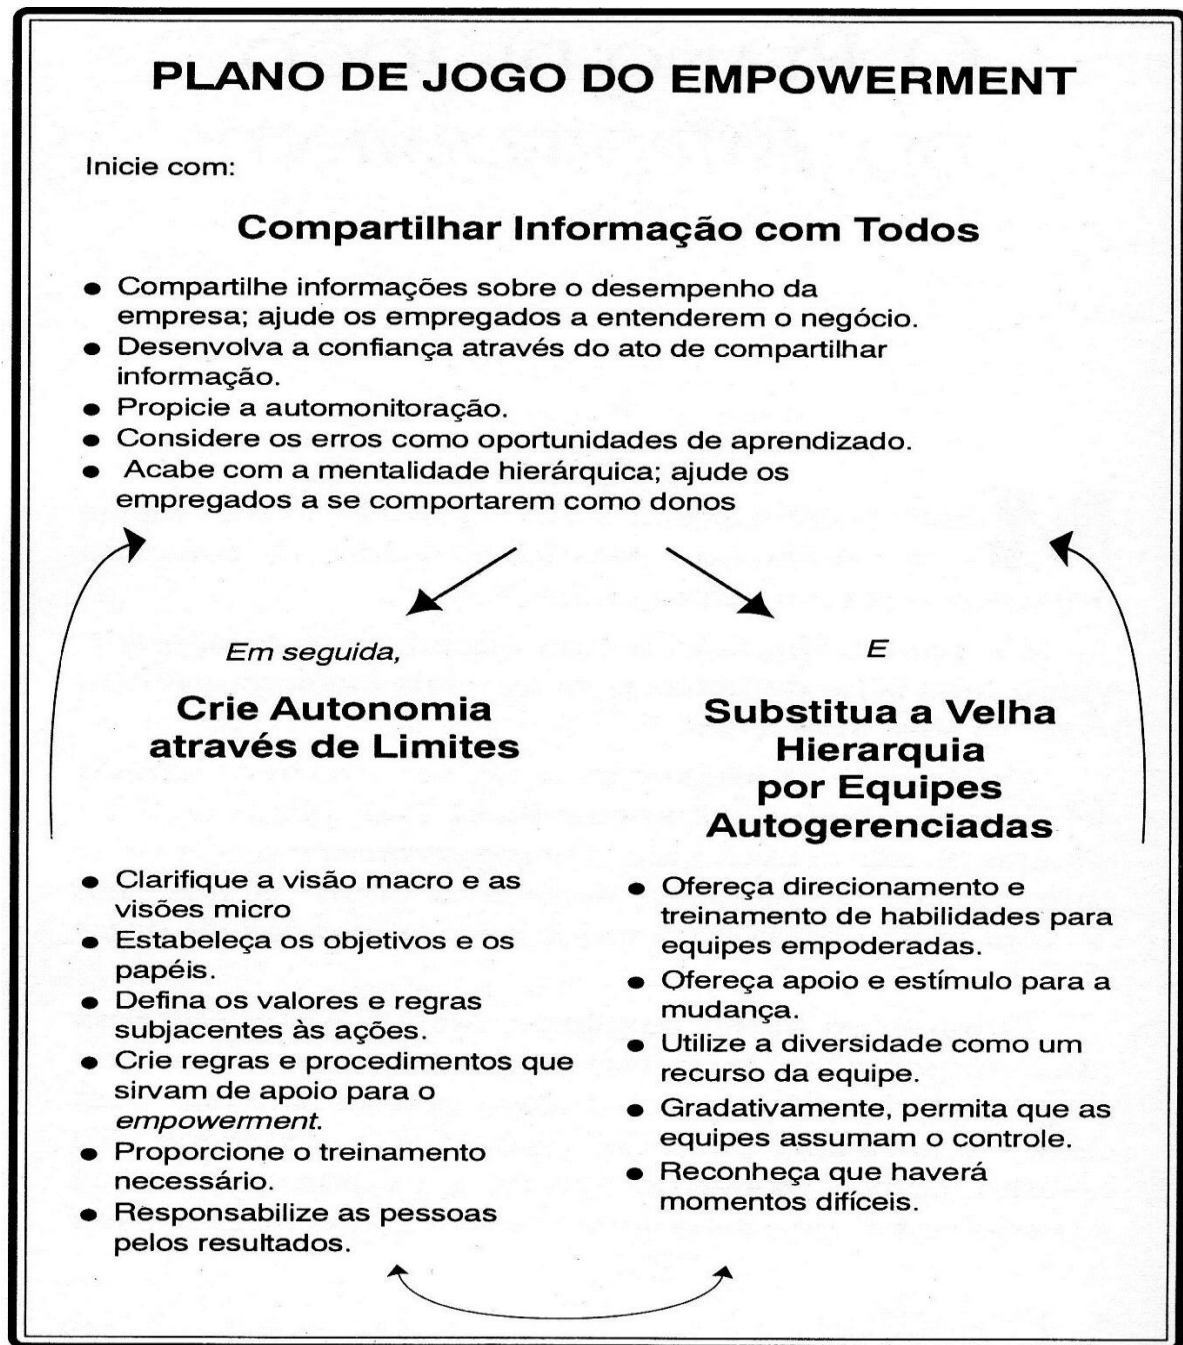 PLANO DE JOGO DO EMPOWERMENT
Inicie com:
Compartilhar Informação com Todos
● Compartilhe informações sobre o desempenho da
empresa; ajude os empregados a entenderem o negócio.
● Desenvolva a confiança através do ato de compartilhar
informação.
● Propicie a automonitoração.
● Considere os erros como oportunidades de aprendizado.
● Acabe com a mentalidade hierárquica; ajude os
empregados a se comportarem como donos
Em seguida,
Crie Autonomia
através de Limites
● Clarifique a visão macro e as
visões micro
● Estabeleça os objetivos e os
papéis.
● Defina os valores e regras
subjacentes às ações.
● Crie regras e procedimentos que
sirvam de apoio para o
empowerment.
● Proporcione o treinamento
necessário.
● Responsabilize as pessoas
pelos resultados.
E
Substitua a Velha
Hierarquia
por Equipes
Autogerenciadas
● Ofereça direcionamento e
treinamento de habilidades para
equipes empoderadas.
● Ofereça apoio e estímulo para a
mudança.
● Utilize a diversidade como um
recurso da equipe.
● Gradativamente, permita que as
equipes assumam o controle.
● Reconheça que haverá
momentos difíceis.